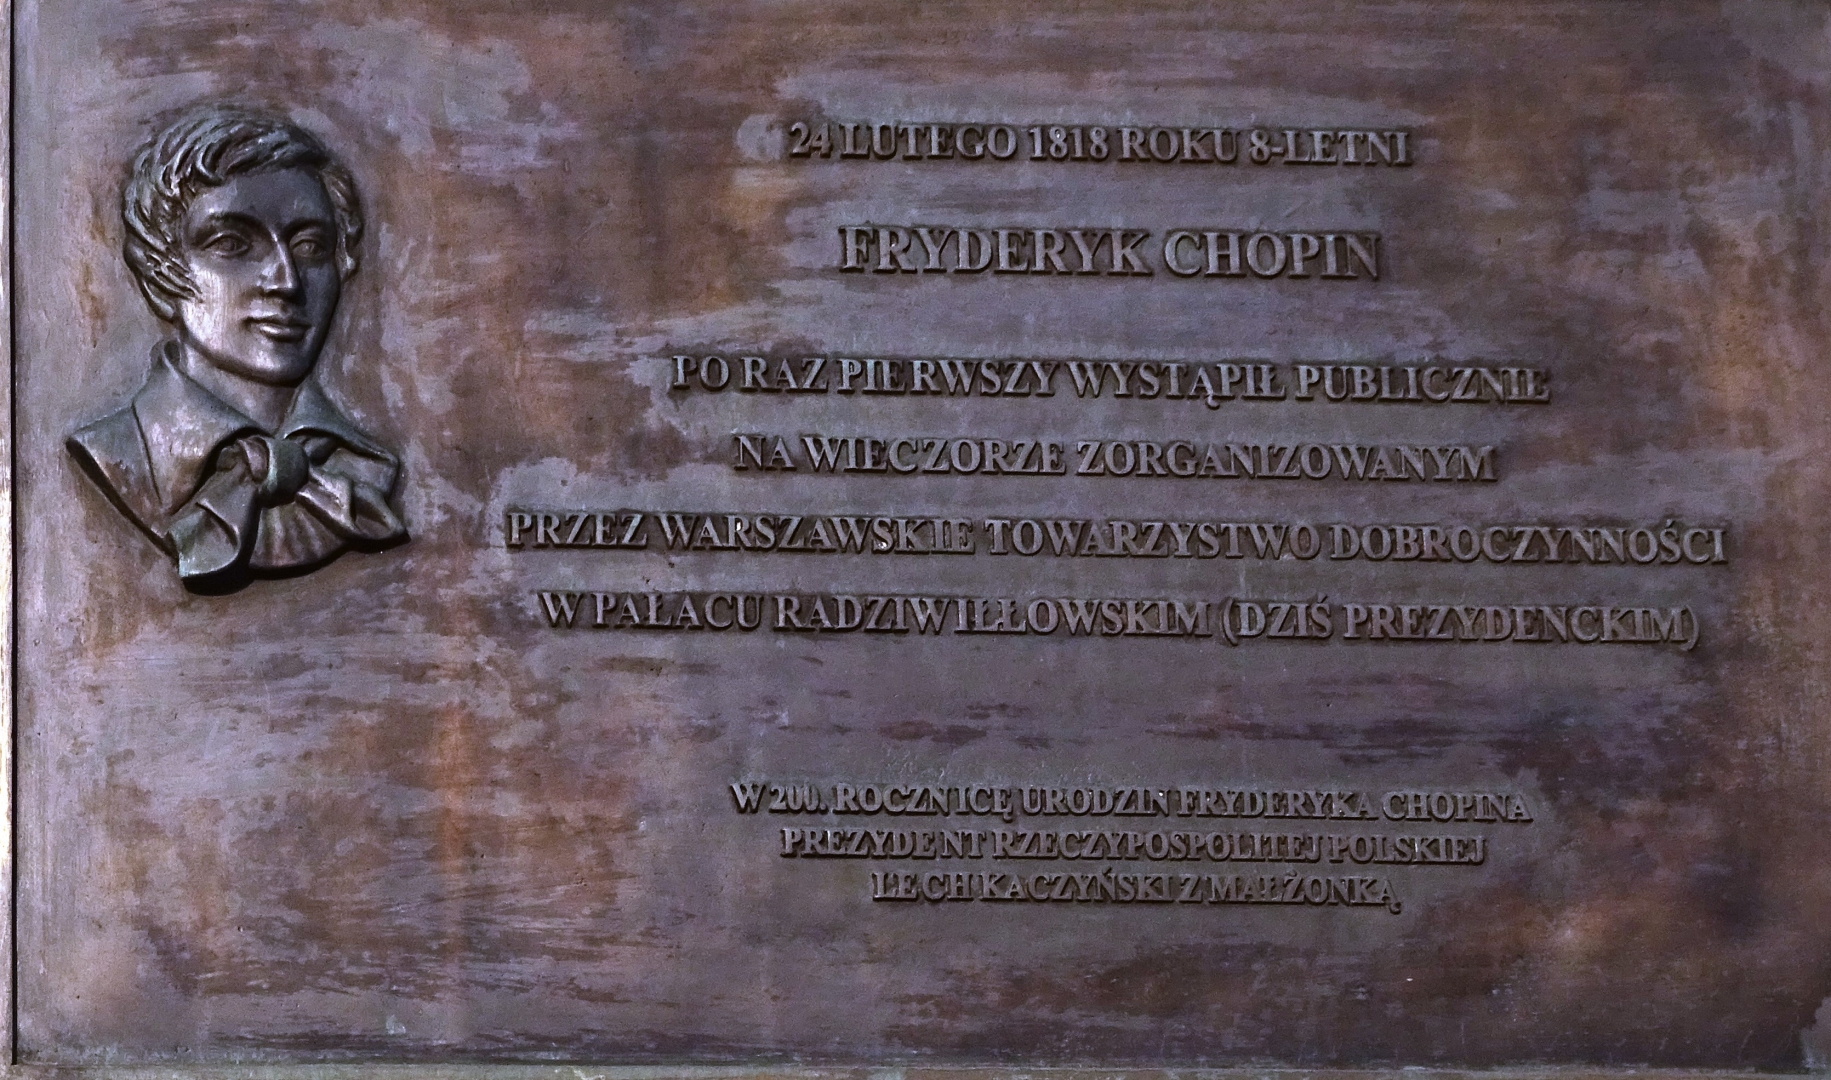 24 LUTEGO 1818 ROKU 8-LETNI
FRYDERYK CHOPIN
PO RAZ PIERWSZY WYSTĄPIŁ PUBLICZNIE
NA WIECZORZE ZORGANIZOWANYM
PRZEZ WARSZAWSKIE TOWARZYSTWO DOBROCZYNNOŚCI
W PAŁACU RADZIWIŁŁOWSKIM (DZIŚ PREZYDENCKIM)
W 200. ROCZNICĘ URODZIN FRYDERYKA CHOPINA
PREZYDENT RZECZYPOSPOLITEJ POLSKIEJ
LECH KACZYŃSKI Z MAŁŻONKĄ